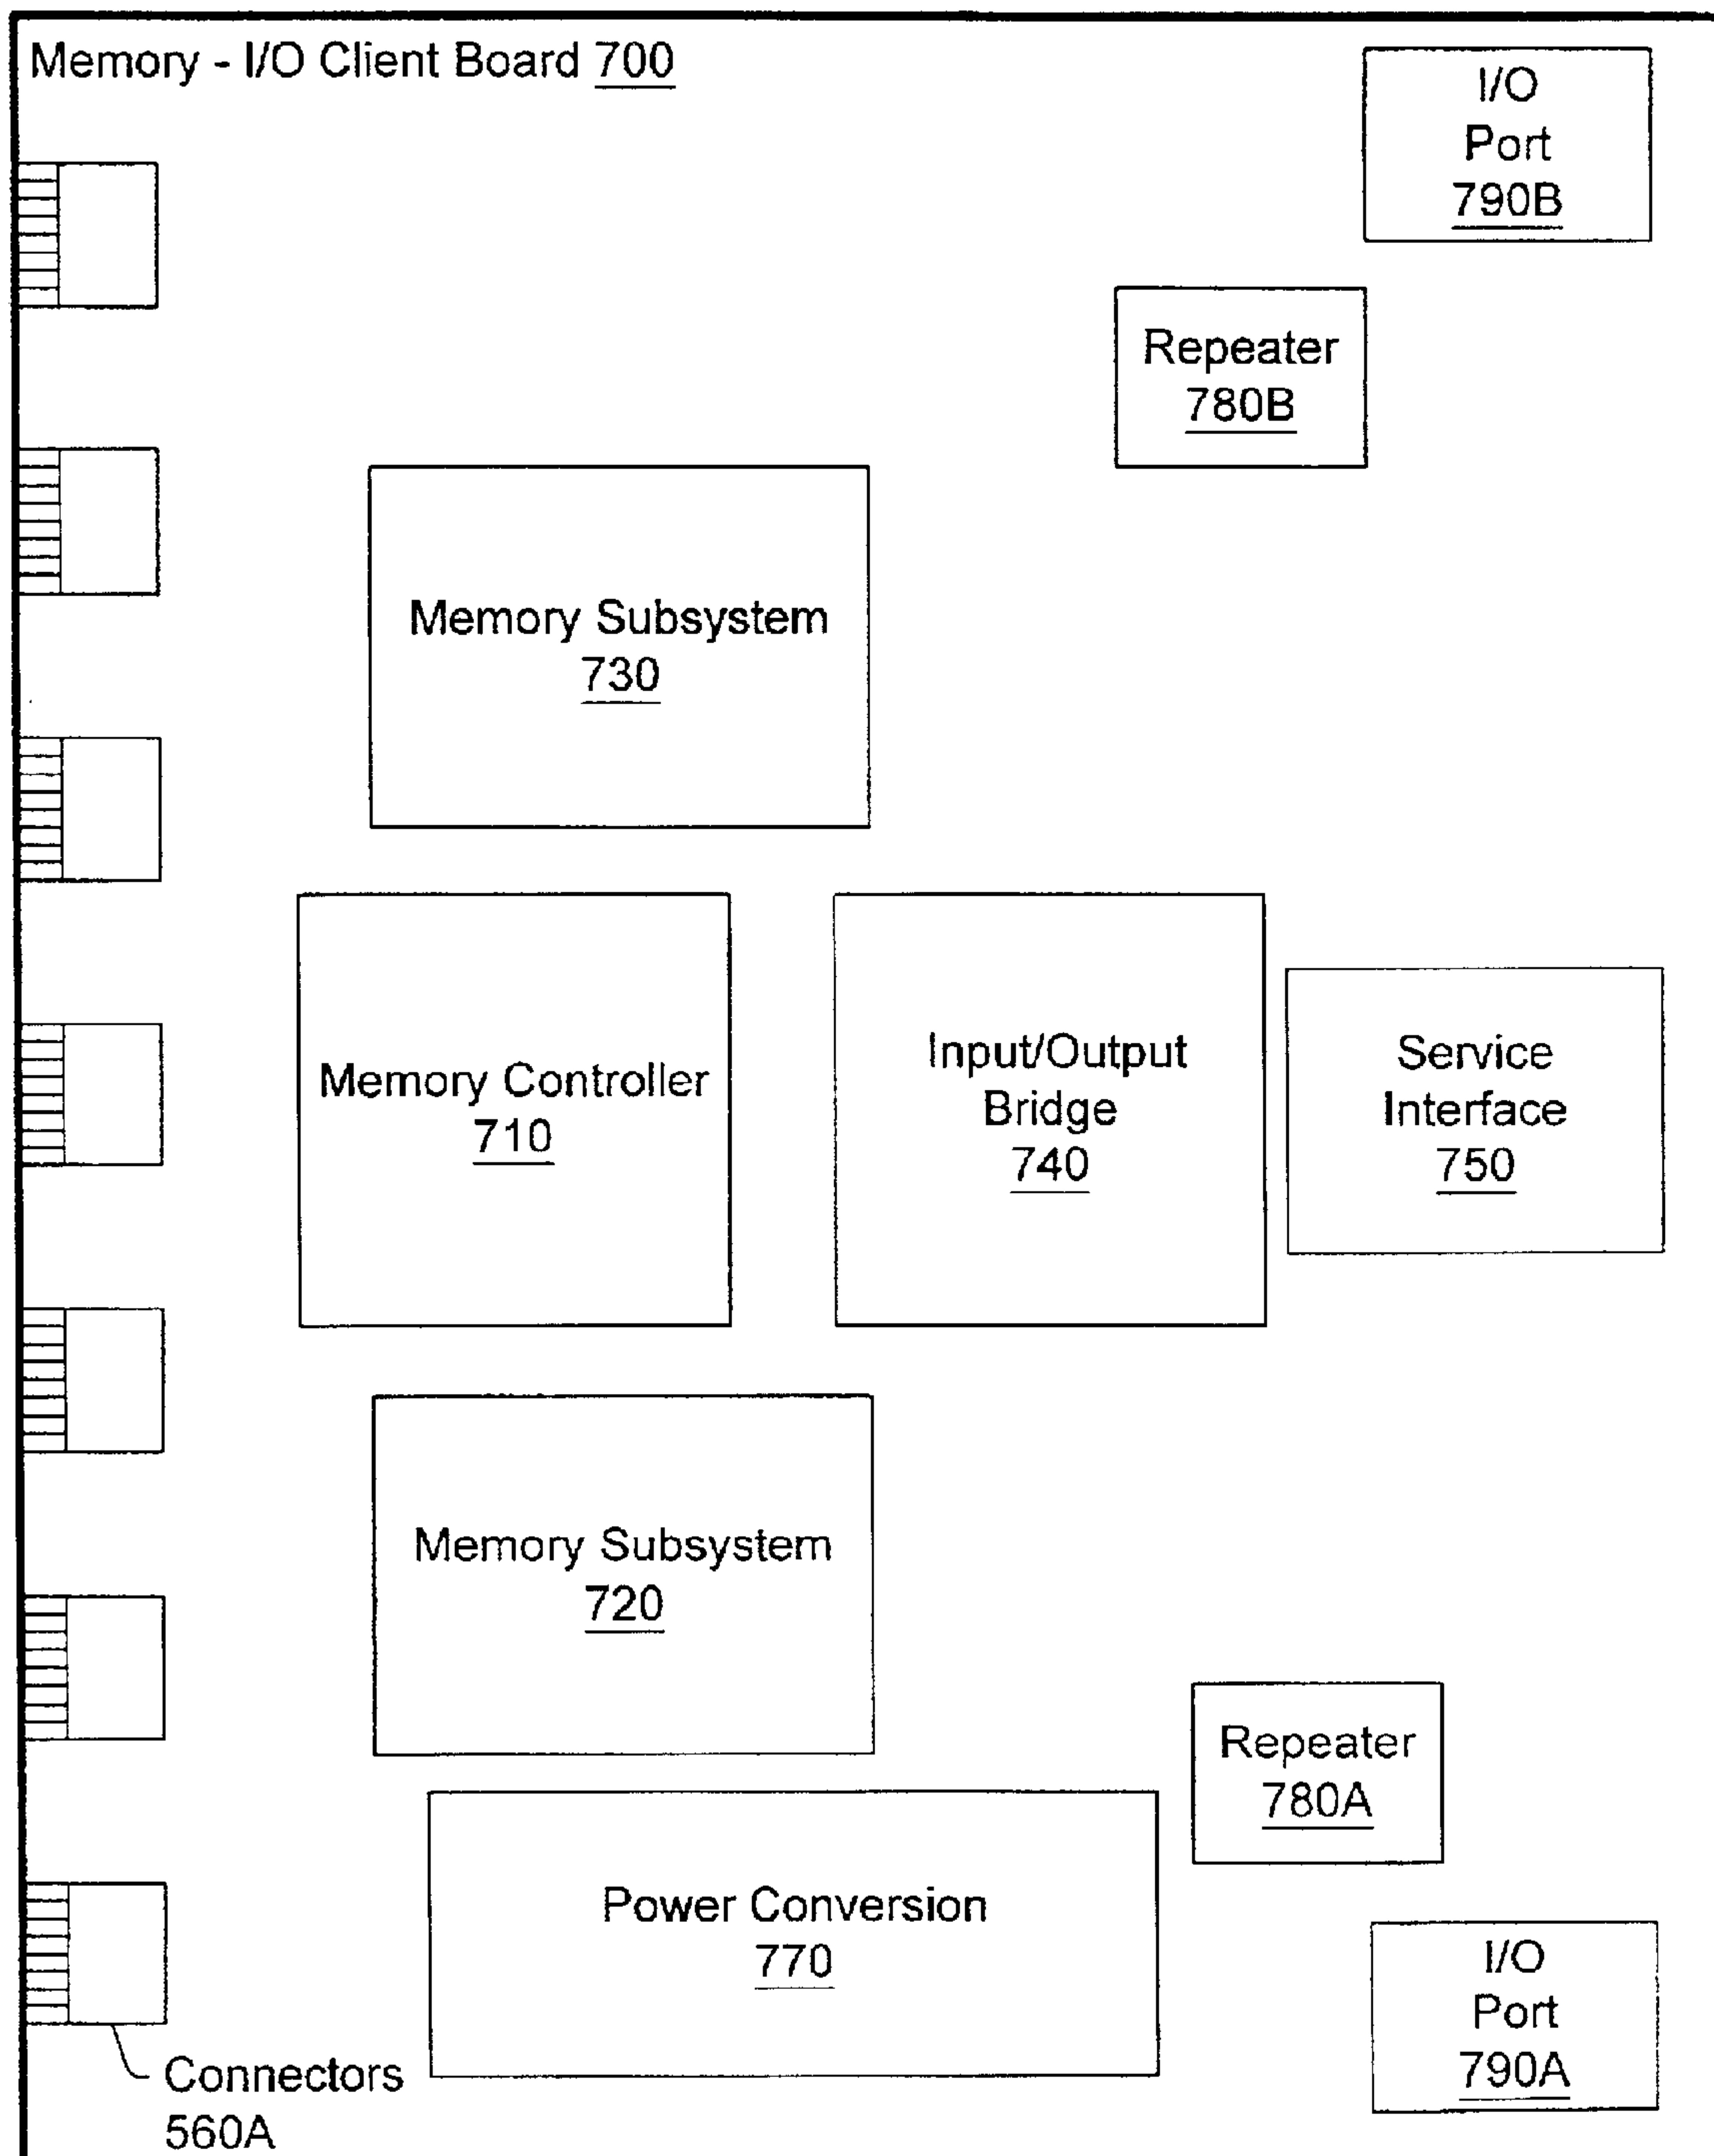 Memory - I/O Client Board 700
I/O
Port
790B
Repeater
780B
Memory Subsystem
730
Memory Controller
710
Input/Output
Bridge
740
Service
Interface
750
Memory Subsystem
720
Repeater
780A
Power Conversion
770
I/O
Port
790A
Connectors
560A